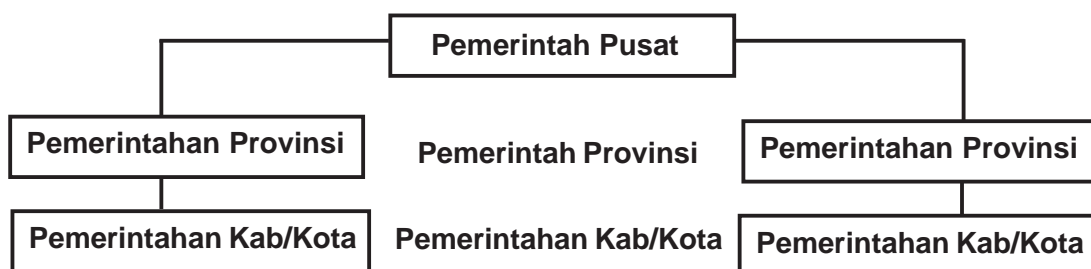 Pemerintah Pusat
Pemerintahan Provinsi Pemerintah Provinsi Pemerintahan Provinsi
Pemerintahan Kab/Kota Pemerintahan Kab/Kota Pemerintahan Kab/Kota